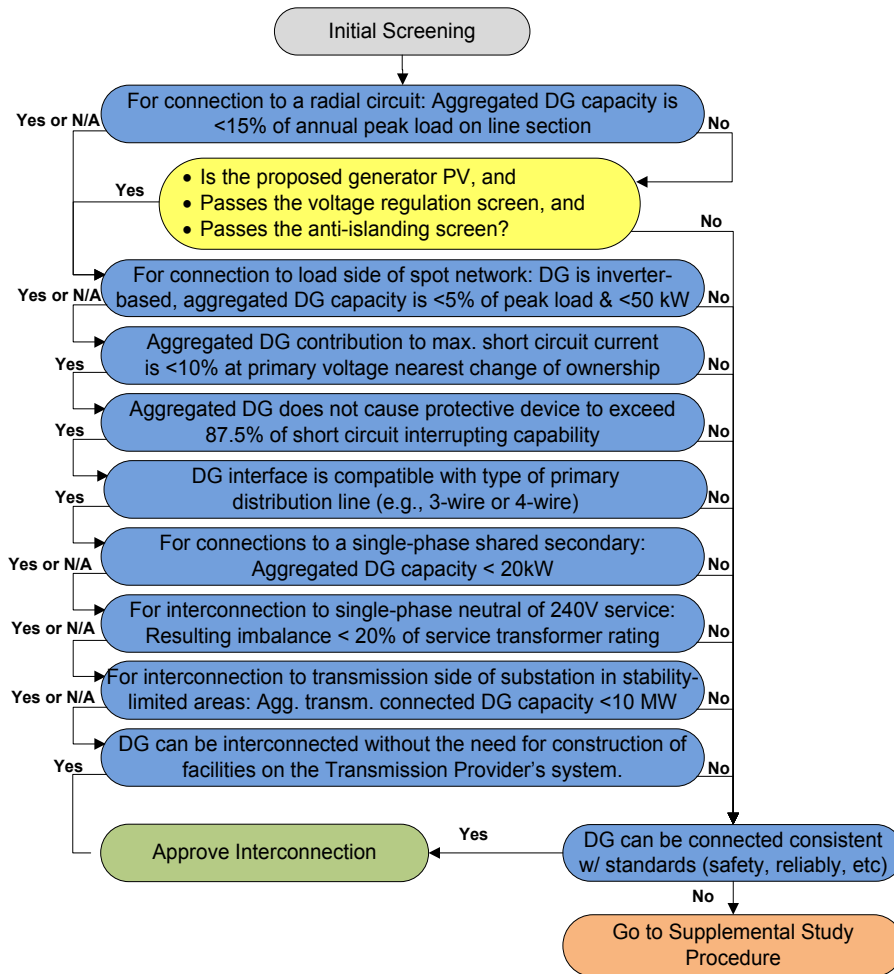 Initial Screening
For connection to a radial circuit: Aggregated DG capacity is
<15% of annual peak load on line section
Yes or N/A
No
• Is the proposed generator PV, and
• Passes the voltage regulation screen, and
• Passes the anti-islanding screen?
Yes
No
For connection to load side of spot network: DG is inverter-
based, aggregated DG capacity is <5% of peak load & <50 kW
Yes or N/A
No
Aggregated DG contribution to max. short circuit current
is <10% at primary voltage nearest change of ownership
Yes
No
Aggregated DG does not cause protective device to exceed
87.5% of short circuit interrupting capability
Yes
No
DG interface is compatible with type of primary
distribution line (e.g., 3-wire or 4-wire)
Yes
No
For connections to a single-phase shared secondary:
Aggregated DG capacity < 20kW
Yes or N/A
No
For interconnection to single-phase neutral of 240V service:
Resulting imbalance < 20% of service transformer rating
Yes or N/A
No
For interconnection to transmission side of substation in stability-
limited areas: Agg. transm. connected DG capacity <10 MW
Yes or N/A
No
DG can be interconnected without the need for construction of
facilities on the Transmission Provider's system.
Yes
No
Approve Interconnection
Yes
DG can be connected consistent
w/ standards (safety, reliably, etc)
No
Go to Supplemental Study
Procedure